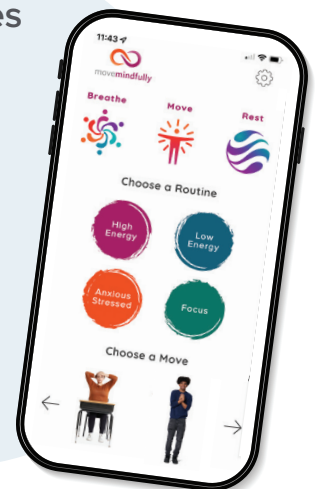 es
11:43
movemindfully
Breathe
Move
Rest
Choose a Routine
High
Energy
Low
Energy
Anxious
Stressed
Focus
Choose a Move